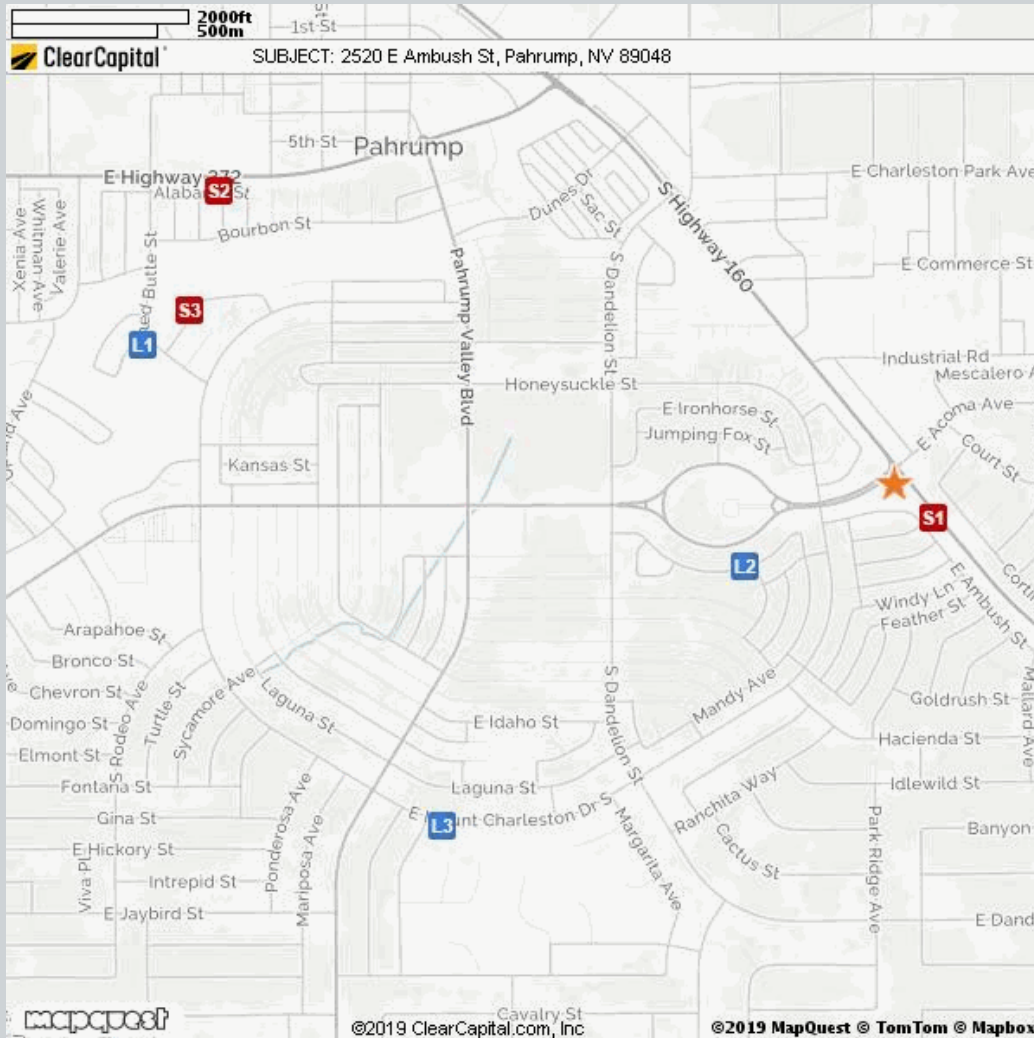 2000ft
500m
1st St
St
ClearCapital
SUBJECT: 2520 E Ambush St, Pahrump, NV 89048
5th St
Pahrump
E Highway 372
Alabama St
S2
E Charleston Park Ave
Xenia Ave
Whitman Ave
Valerie Ave
Bourbon St
Dunes Dr
Sac St
S Highway 160
Red Butte St
Pahrump Valley Blvd
S Dandelion St
E Commerce St
S3
L1
Industrial Rd
Mescalero A
Honeysuckle St
E Ironhorse St
Jumping Fox St
E Acoma Ave
Court St
Kansas St
S1
L2
Windy Ln
Feather St
E Ambush St
Corti
Arapahoe St
Bronco St
Chevron St
Domingo St
Elmont St
Fontana St
Gina St
E Hickory St
Intrepid St
E Jaybird St
S Rodeo Ave
Turtle St
Sycamore Ave
Laguna St
E Idaho St
S Dandelion St
Mandy Ave
Goldrush St
Mallard Ave
Hacienda St
Idlewild St
Laguna St
E Mount Charleston Dr
L3
S Margarita Ave
Ranchita Way
Cactus St
Park Ridge Ave
Banyon
Ponderosa Ave
Mariposa Ave
Viva Pl
E Dand
Cavalry St
mapquest
©2019 ClearCapital.com, Inc
©2019 MapQuest © TomTom © Mapbox